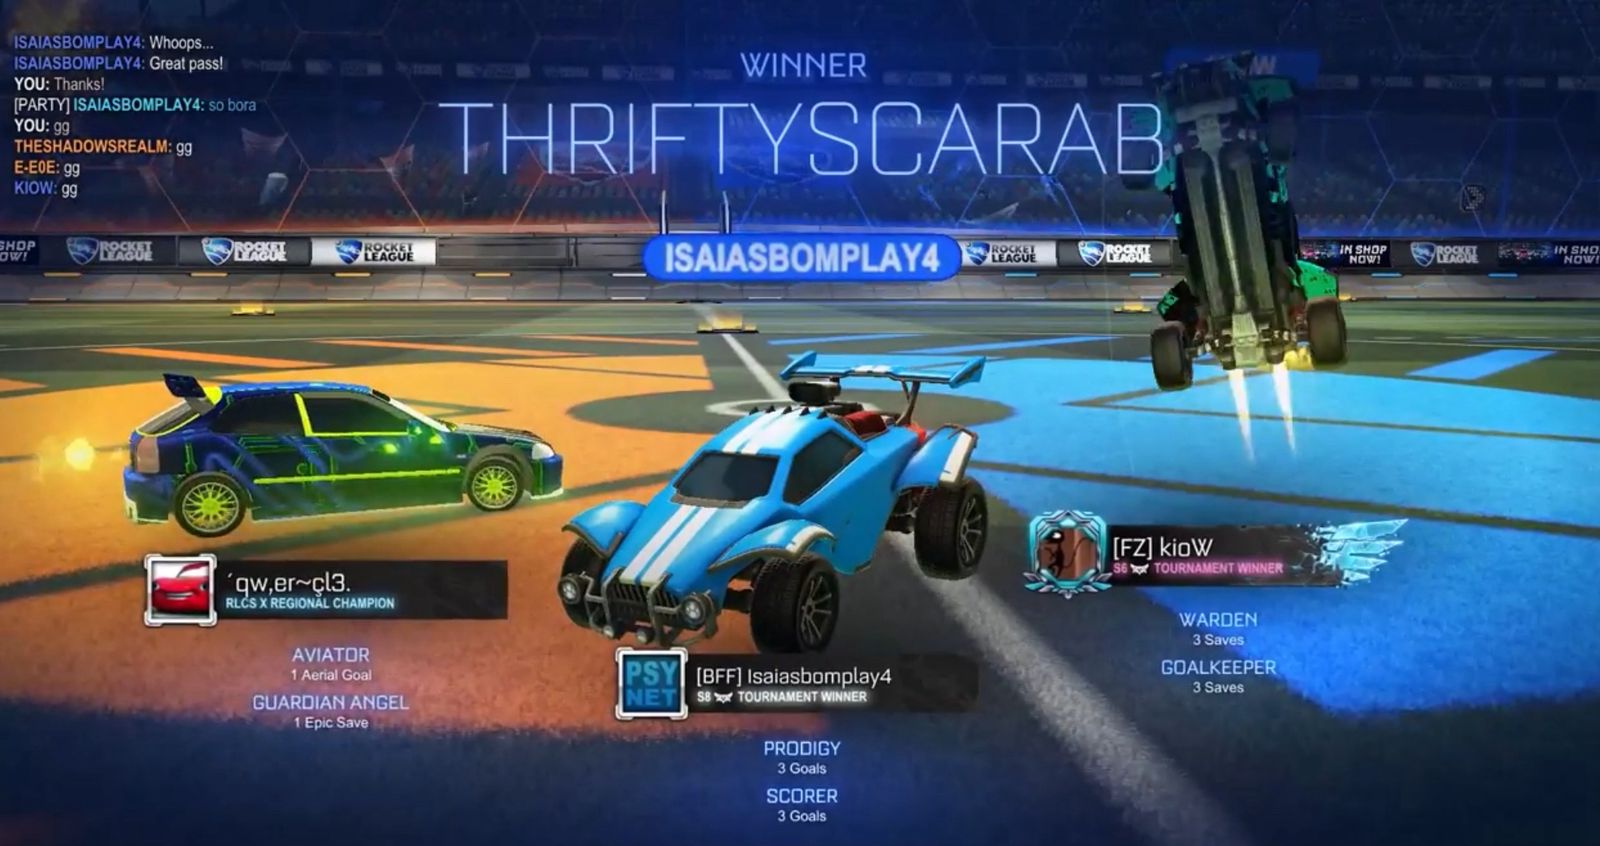 ISAIASBOMPLAY4: Whoops...
ISAIASBOMPLAY4: Great pass!
YOU: Thanks!
[PARTY] ISAIASBOMPLAY4: so bora
YOU: gg
THESHADOWSREALM: gg
E-E0E: gg
KIOW: gg
WINNER
THRIFTYSCARAB
ISAIASBOMPLAY4
SHOP
ROCKET LEAGUE
ROCKET LEAGUE
ROCKET LEAGUE
ROCKET LEAGUE
ROCKET LEAGUE
IN SHOP NOW!
ROCKET LEAGUE
´qw,er~çl3.
RLCS X REGIONAL CHAMPION
AVIATOR
1 Aerial Goal
GUARDIAN ANGEL
1 Epic Save
PSY NET
[BFF] Isaiasbomplay4
S8 TOURNAMENT WINNER
PRODIGY
3 Goals
SCORER
3 Goals
[FZ] kioW
S6 TOURNAMENT WINNER
WARDEN
3 Saves
GOALKEEPER
3 Saves